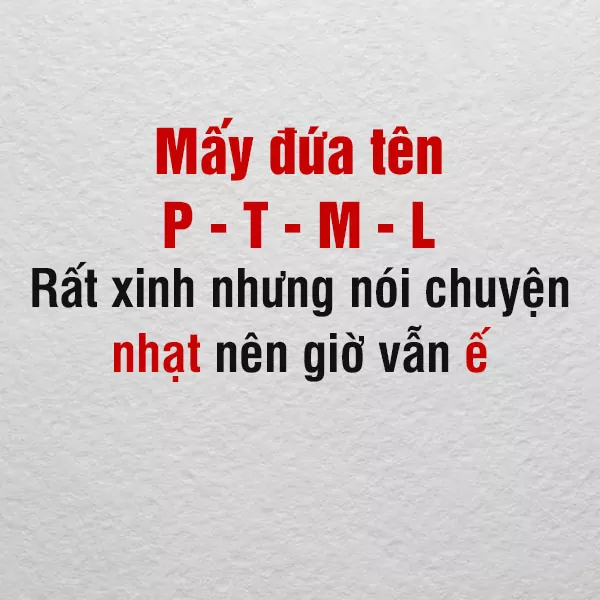 Mấy đứa tên
P - T - M - L
Rất xinh nhưng nói chuyện
nhạt nên giờ vẫn ế